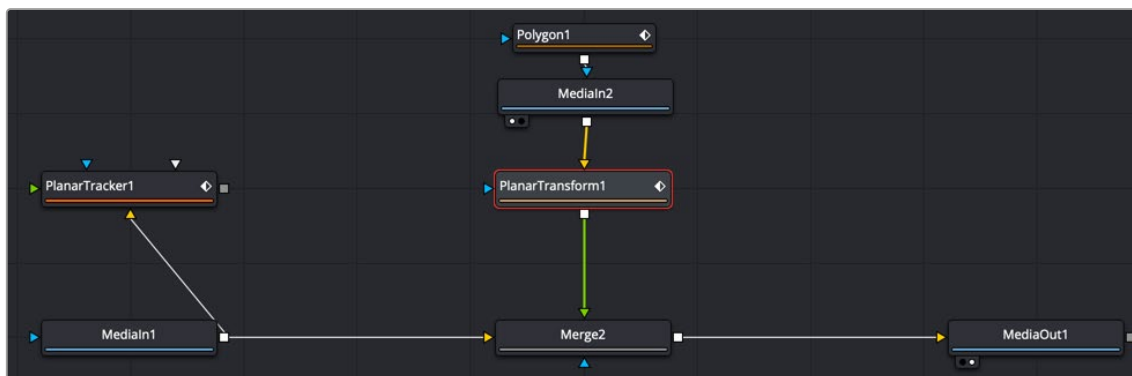 Polygon1
MediaIn2
PlanarTracker1
PlanarTransform1
MediaIn1
Merge2
MediaOut1